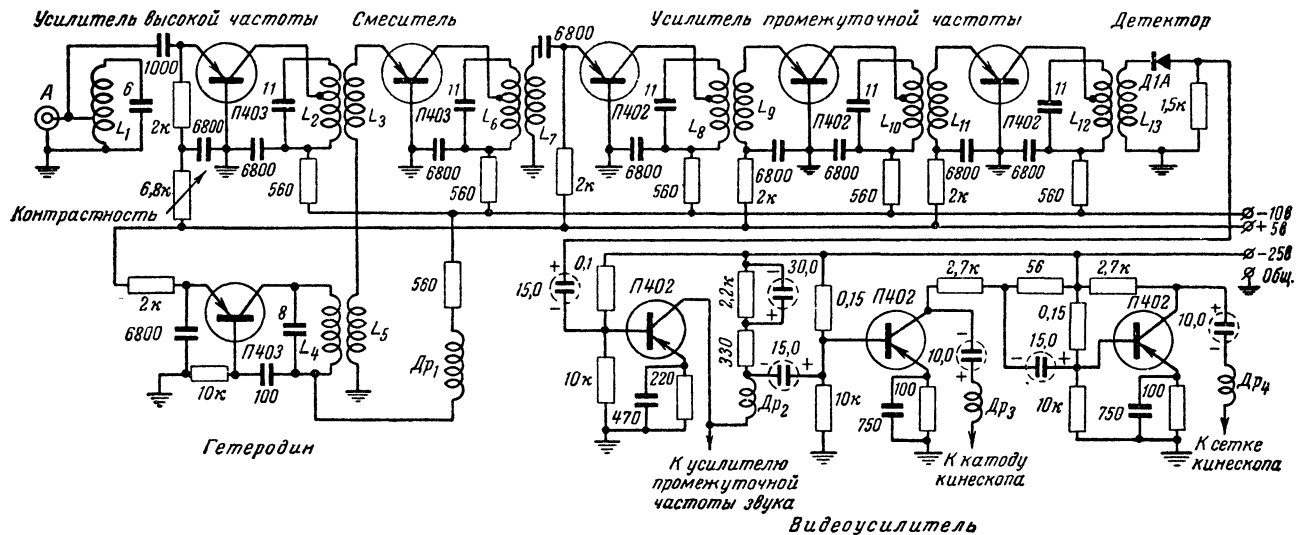 Усилитель высокой частоты
Смеситель
Усилитель промежуточной частоты
Детектор
А
1000
6
L1
2к
6800
6,8к
Контрастность
П403
11
L2
L3
6800
560
П403
11
L6
L7
6800
560
6800
2к
П402
11
L8
L9
6800
560
6800
2к
П402
11
L10
L11
6800
560
6800
2к
П402
11
L12
L13
560
Д1А
1,5к
−10в
+5в
−25в
Общ.
2к
6800
П403
8
L4
L5
10к
100
560
Др1
Гетеродин
15,0
+
−
0,1
10к
П402
470
220
2,2к
30,0
−
+
330
15,0
−
+
Др2
К усилителю
промежуточной
частоты звука
0,15
10к
П402
750
100
10,0
−
+
Др3
К катоду
кинескопа
2,7к
56
2,7к
15,0
−
+
0,15
10к
П402
750
100
10,0
+
−
Др4
К сетке
кинескопа
Видеоусилитель